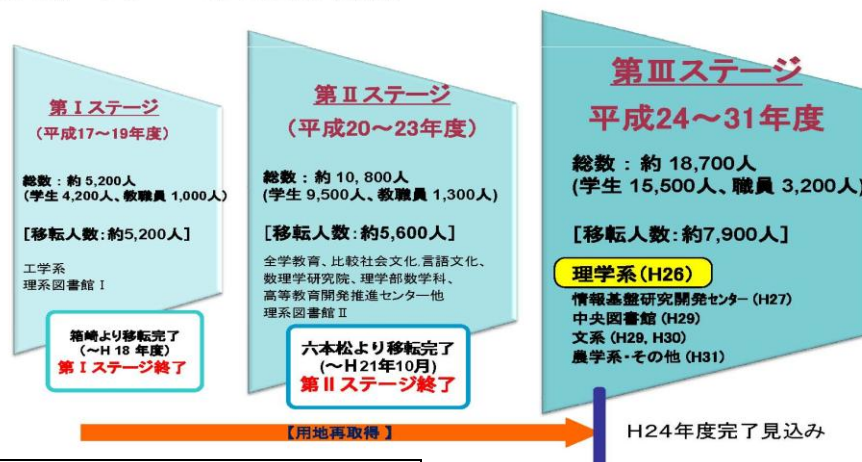 第Ⅰステージ
(平成17～19年度)
総数:約5,200人
(学生 4,200人、教職員 1,000人)
[移転人数:約5,200人]
工学系
理系図書館Ⅰ
箱崎より移転完了
(～H 18 年度)
第Ⅰステージ終了
第Ⅱステージ
(平成20～23年度)
総数:約 10, 800人
(学生 9,500人、教職員 1,300人)
[移転人数:約5,600人]
全学教育、比較社会文化.言語文化、
数理学研究院、理学部数学科、
高等教育開発推進センター他
理系図書館Ⅱ
六本松より移転完了
(～H 21年10月)
第Ⅱステージ終了
第Ⅲステージ
平成24～31年度
総数:約 18,700人
(学生 15,500人、職員 3,200人)
[移転人数:約7,900人]
理学系(H26)
情報基盤研究開発センター (H27)
中央図書館 (H29)
文系 (H29, H30)
農学系・その他 (H31)
【用地再取得】
H24年度完了見込み